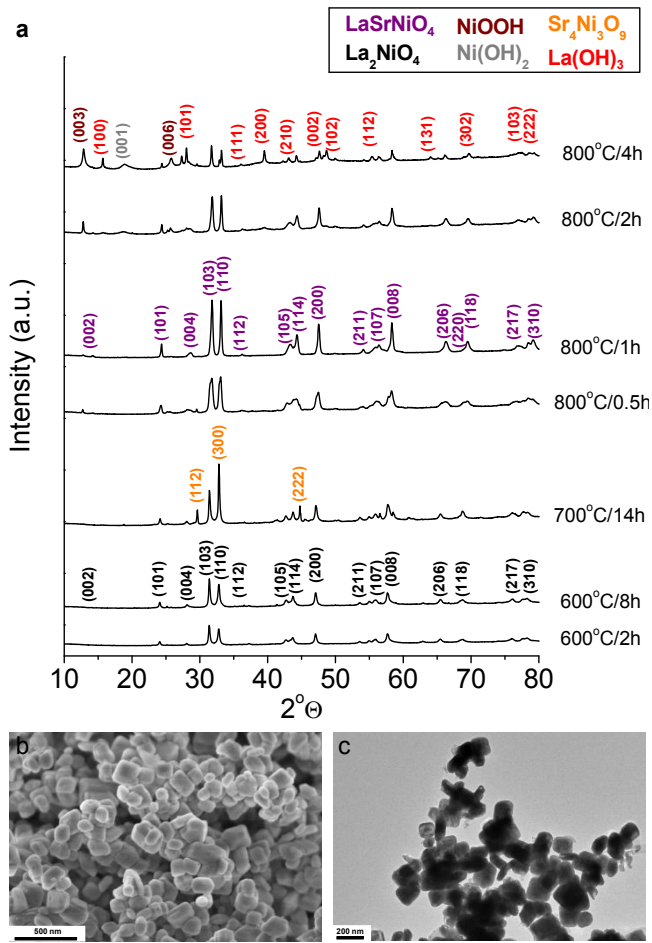 a
LaSrNiO4 NiOOH Sr4Ni3O9
La2NiO4 Ni(OH)2 La(OH)3
Intensity (a.u.)
(003) (100) (001) (006) (101) (111) (200) (210) (002) (102) (112) (131) (302) (103) (222)
800°C/4h
800°C/2h
(002) (101) (004) (103) (110) (112) (105) (114) (200) (211) (107) (008) (206) (220) (118) (217) (310)
800°C/1h
800°C/0.5h
(112) (300) (222)
700°C/14h
(002) (101) (004) (103) (110) (112) (105) (114) (200) (211) (107) (008) (206) (118) (217) (310)
600°C/8h
600°C/2h
10 20 30 40 50 60 70 80
2°Θ
b
500 nm
c
200 nm